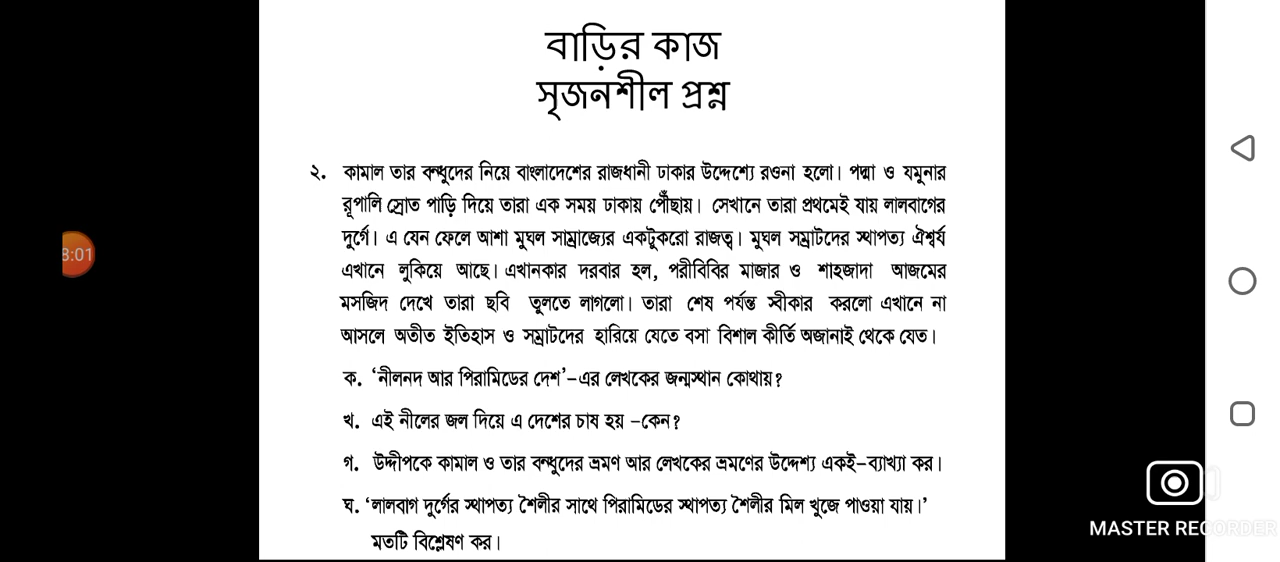 বাড়ির কাজ
সৃজনশীল প্রশ্ন
২. কামাল তার বন্ধুদের নিয়ে বাংলাদেশের রাজধানী ঢাকার উদ্দেশ্যে রওনা হলো। পদ্মা ও যমুনার
রূপালি স্রোত পাড়ি দিয়ে তারা এক সময় ঢাকায় পৌঁছায়। সেখানে তারা প্রথমেই যায় লালবাগের
দুর্গে। এ যেন ফেলে আশা মুঘল সাম্রাজ্যের একটুকরো রাজত্ব। মুঘল সম্রাটদের স্থাপত্য ঐশ্বর্য
এখানে লুকিয়ে আছে। এখানকার দরবার হল, পরীবিবির মাজার ও শাহজাদা আজমের
মসজিদ দেখে তারা ছবি তুলতে লাগলো। তারা শেষ পর্যন্ত স্বীকার করলো এখানে না
আসলে অতীত ইতিহাস ও সম্রাটদের হারিয়ে যেতে বসা বিশাল কীর্তি অজানাই থেকে যেত।
ক. ‘নীলনদ আর পিরামিডের দেশ’–এর লেখকের জন্মস্থান কোথায়?
খ. এই নীলের জল দিয়ে এ দেশের চাষ হয় –কেন?
গ. উদ্দীপকে কামাল ও তার বন্ধুদের ভ্রমণ আর লেখকের ভ্রমণের উদ্দেশ্য একই–ব্যাখ্যা কর।
ঘ. ‘লালবাগ দুর্গের স্থাপত্য শৈলীর সাথে পিরামিডের স্থাপত্য শৈলীর মিল খুজে পাওয়া যায়।’
মতটি বিশ্লেষণ কর।
8:01
MASTER RECORDER